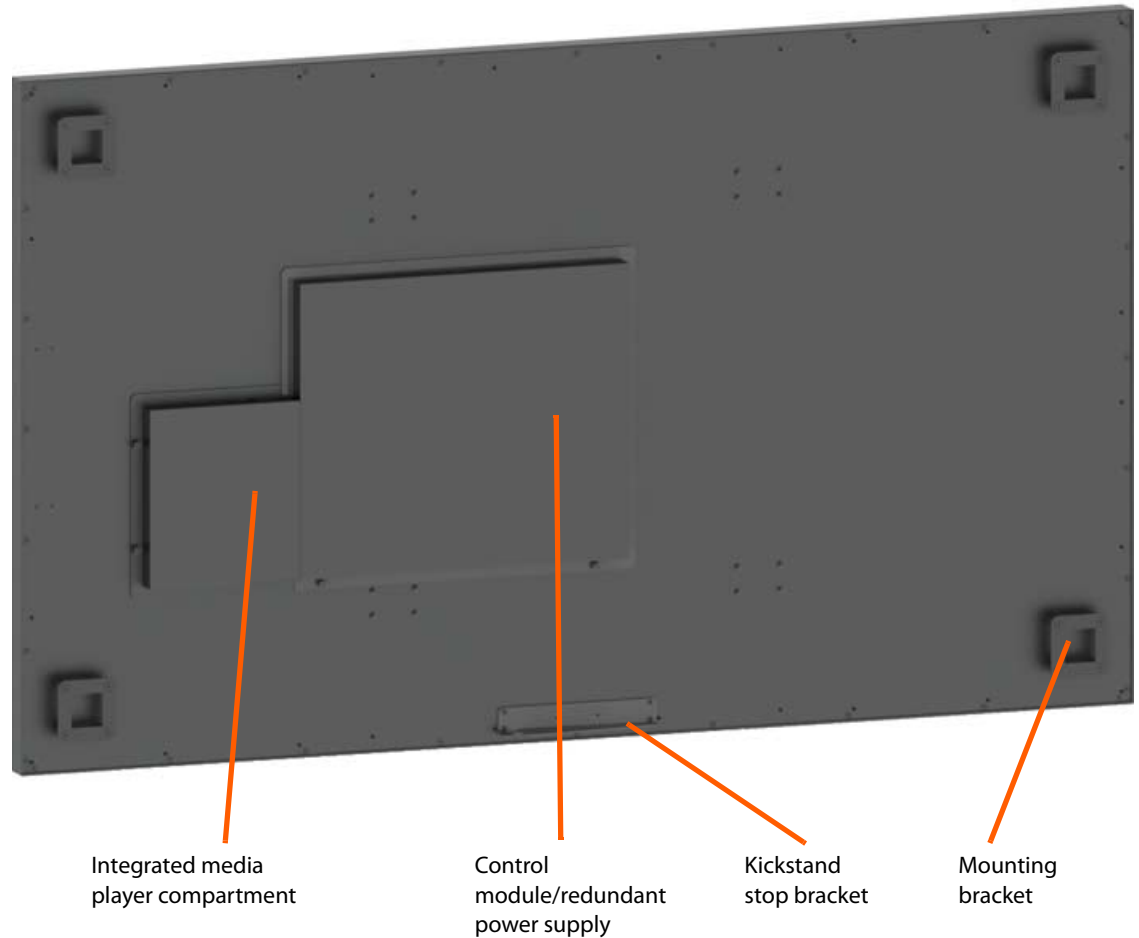 Integrated media
player compartment
Control
module/redundant
power supply
Kickstand
stop bracket
Mounting
bracket